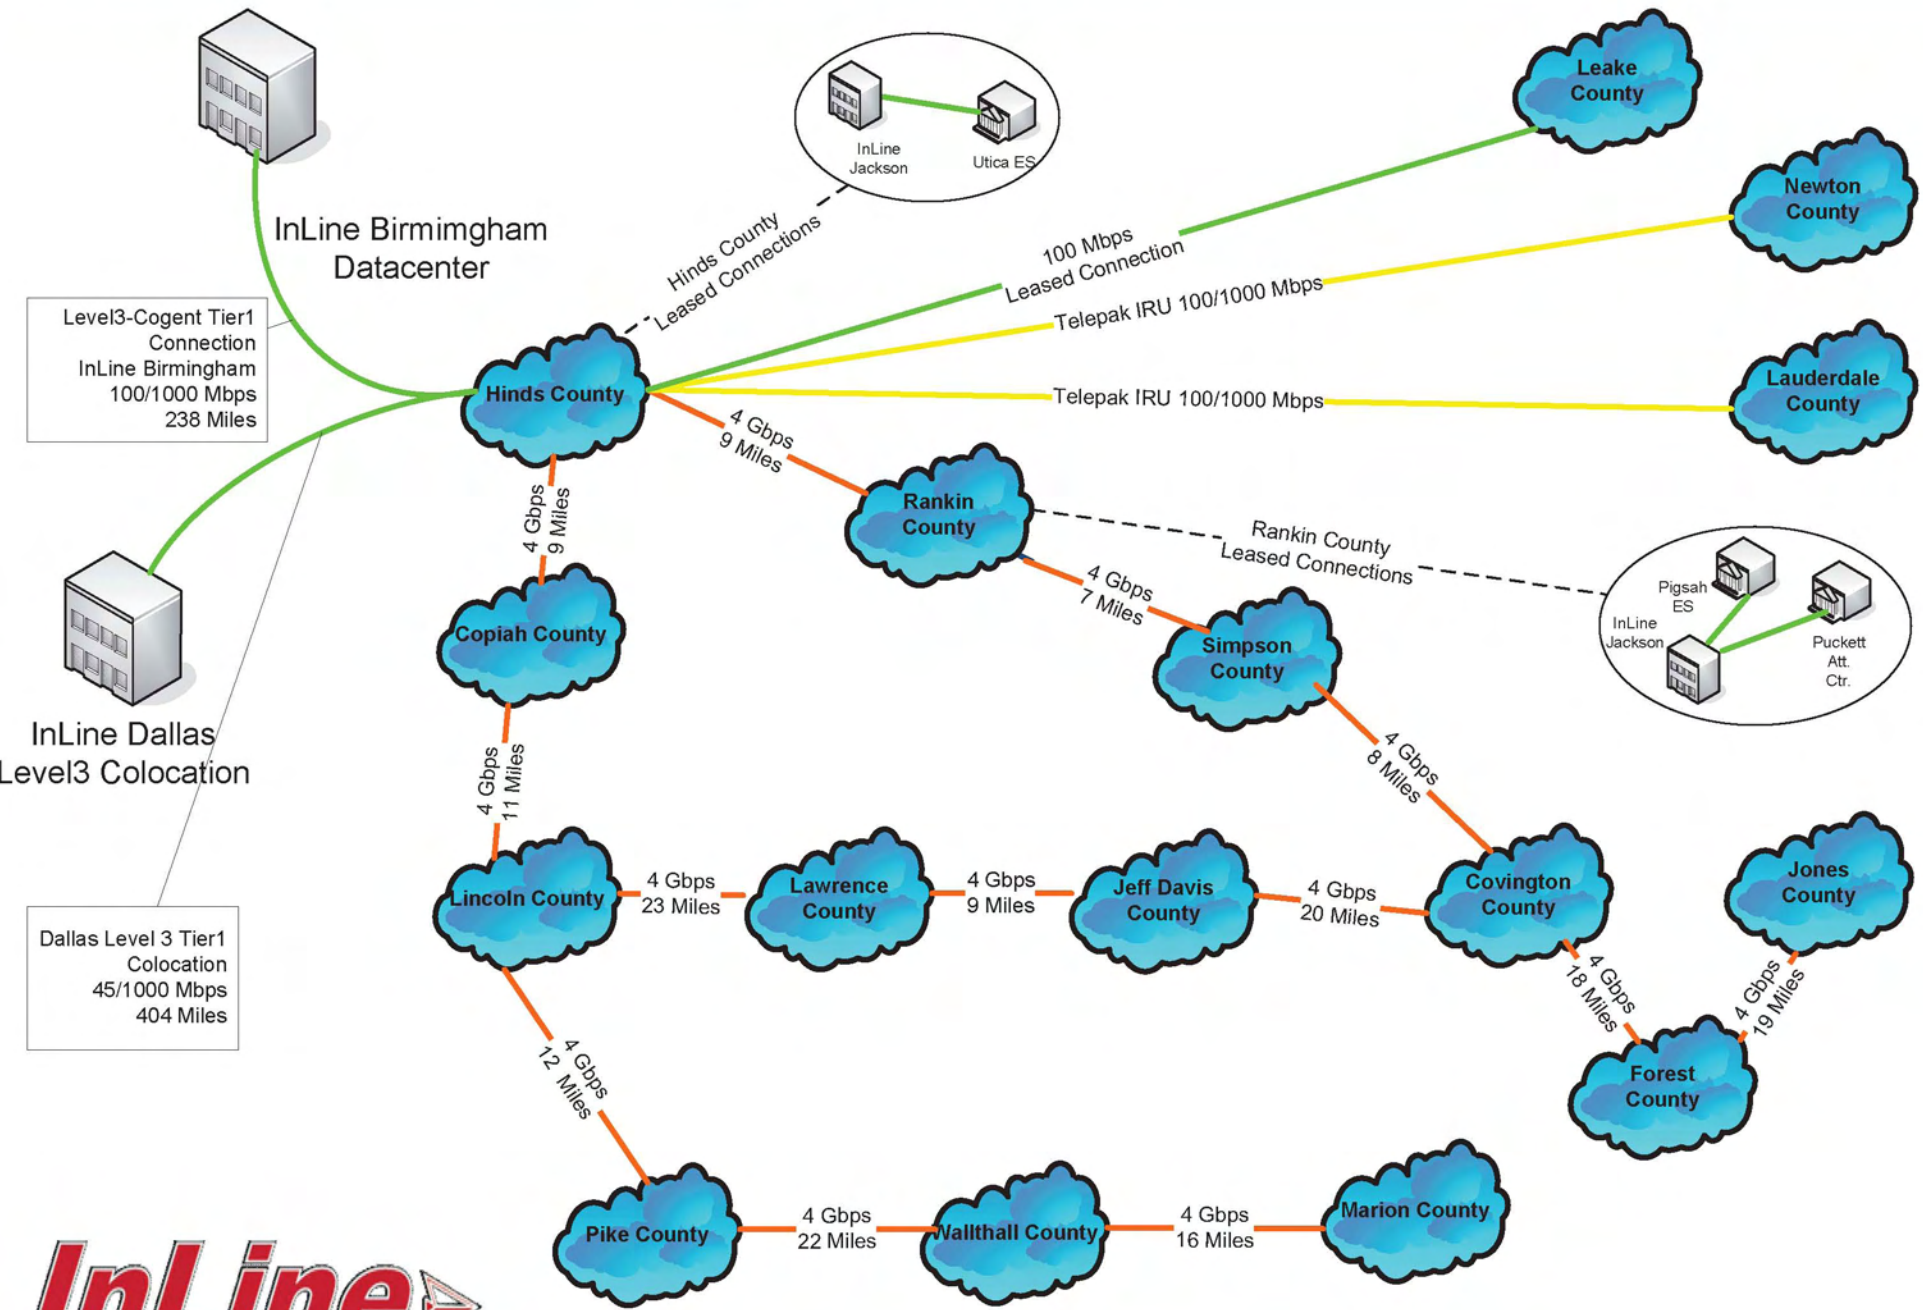 InLine Birmimgham
Datacenter
Level3-Cogent Tier1
Connection
InLine Birmingham
100/1000 Mbps
238 Miles
InLine Dallas
Level3 Colocation
Dallas Level 3 Tier1
Colocation
45/1000 Mbps
404 Miles
InLine
Jackson
Utica ES
Hinds County
Leased Connections
Hinds County
100 Mbps
Leased Connection
Telepak IRU 100/1000 Mbps
Telepak IRU 100/1000 Mbps
Leake
County
Newton
County
Lauderdale
County
4 Gbps
9 Miles
Rankin
County
Rankin County
Leased Connections
Pigsah
ES
InLine
Jackson
Puckett
Att.
Ctr.
4 Gbps
9 Miles
Copiah County
4 Gbps
7 Miles
Simpson
County
4 Gbps
11 Miles
4 Gbps
8 Miles
Lincoln County
4 Gbps
23 Miles
Lawrence
County
4 Gbps
9 Miles
Jeff Davis
County
4 Gbps
20 Miles
Covington
County
Jones
County
4 Gbps
18 Miles
4 Gbps
19 Miles
Forest
County
4 Gbps
12 Miles
Pike County
4 Gbps
22 Miles
Wallthall County
4 Gbps
16 Miles
Marion County
InLine